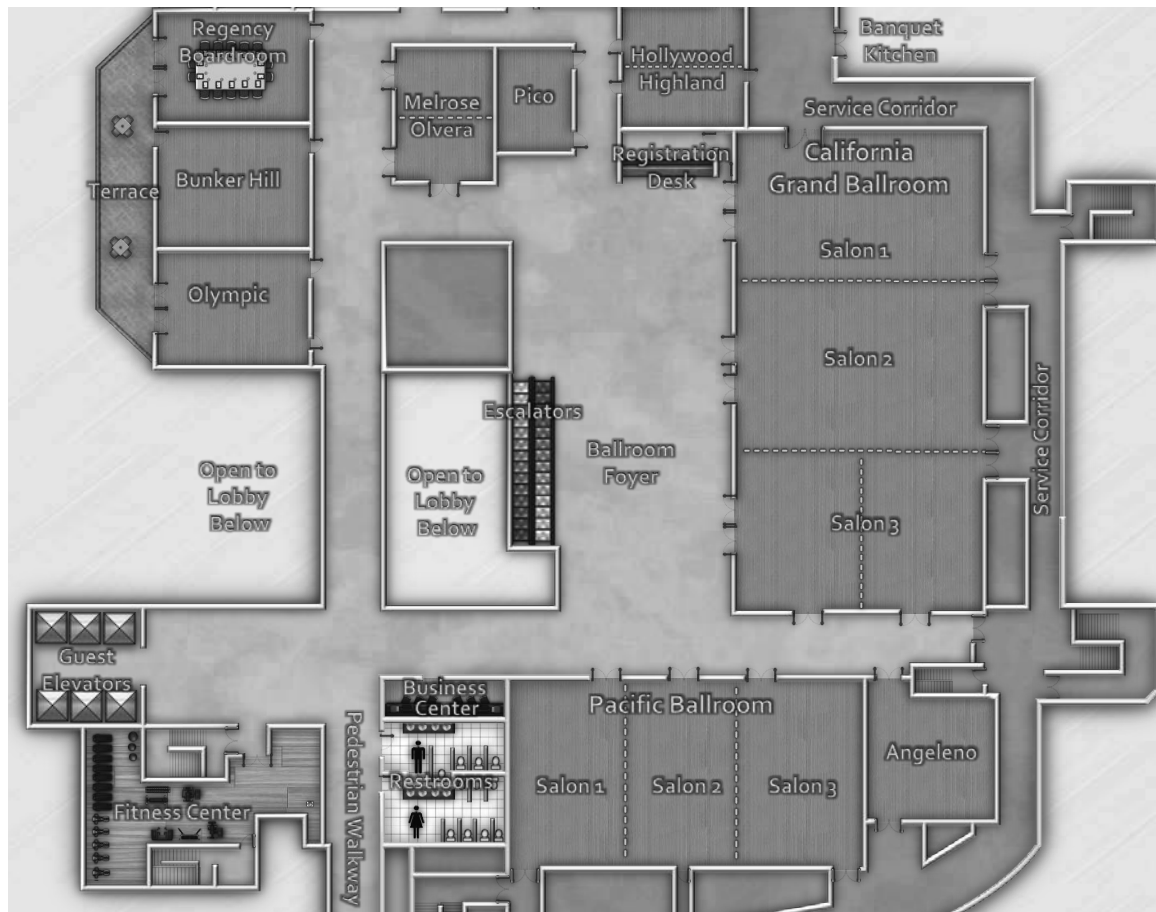 Regency
Boardroom
Bunker Hill
Terrace
Olympic
Melrose
Olvera
Pico
Hollywood
Highland
Registration
Desk
Banquet
Kitchen
Service Corridor
California
Grand Ballroom
Salon 1
Salon 2
Salon 3
Service Corridor
Escalators
Ballroom
Foyer
Open to
Lobby
Below
Open to
Lobby
Below
Guest
Elevators
Fitness Center
Pedestrian Walkway
Business
Center
Restrooms
Pacific Ballroom
Salon 1
Salon 2
Salon 3
Angeleno